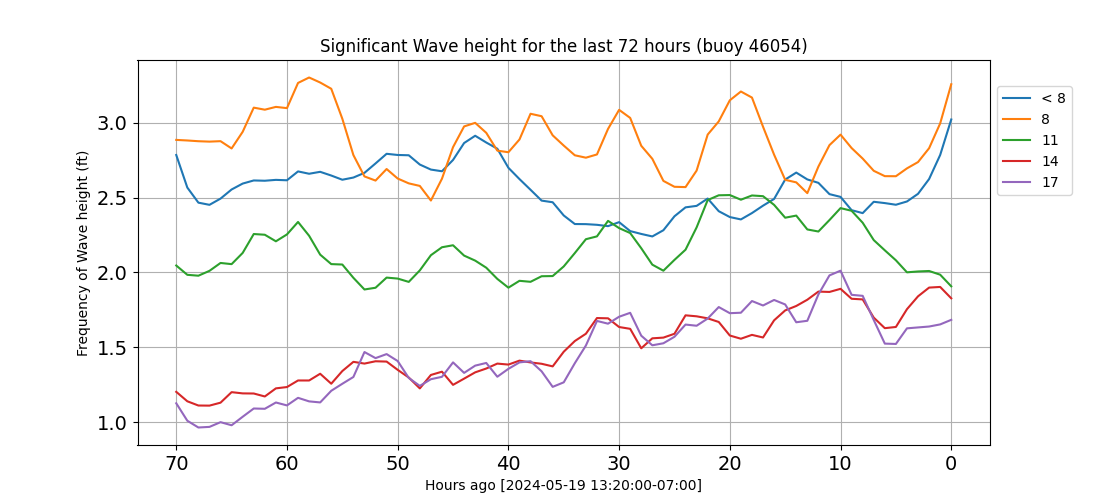 Significant Wave height for the last 72 hours (buoy 46054)
Frequency of Wave height (ft)
3.0
2.5
2.0
1.5
1.0
70 60 50 40 30 20 10 0
Hours ago [2024-05-19 13:20:00-07:00]
< 8
8
11
14
17